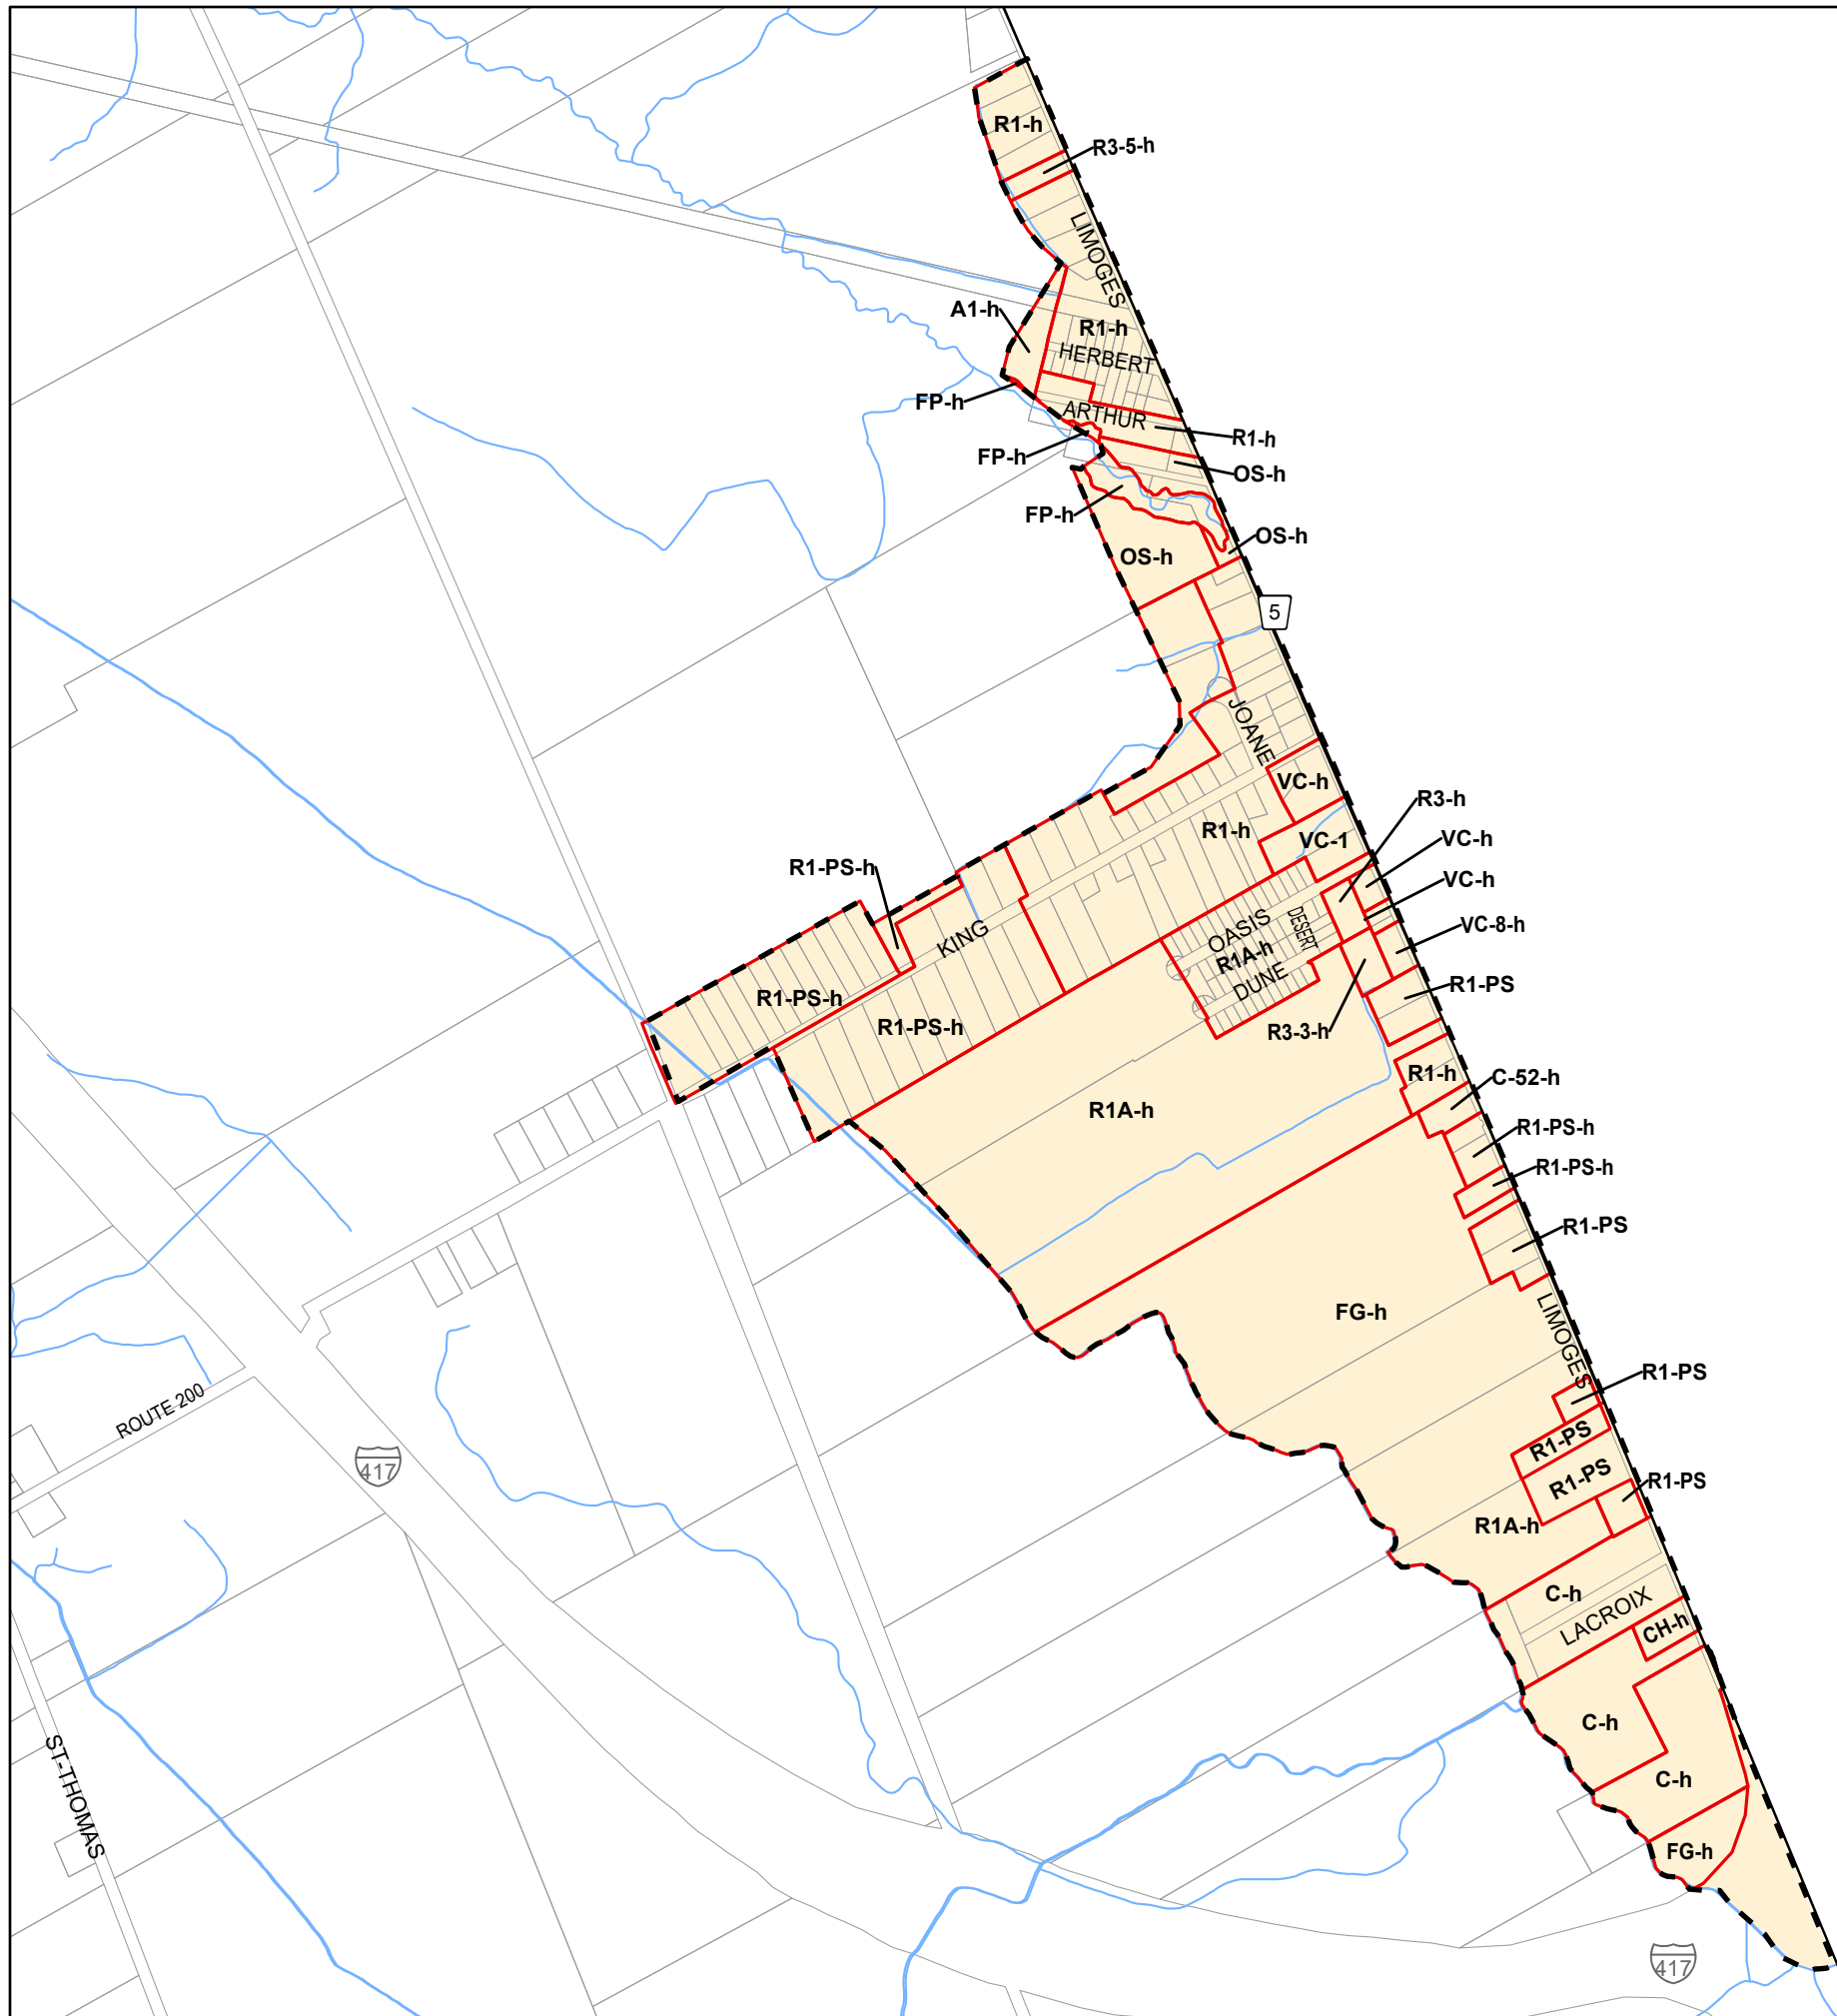 R1-h
R3-5-h
LIMOGES
A1-h
R1-h
HERBERT
FP-h
ARTHUR
R1-h
FP-h
OS-h
FP-h
OS-h
OS-h
5
JOANE
VC-h
R3-h
R1-h
VC-1
VC-h
R1-PS-h
VC-h
OASIS
DESERT
VC-8-h
KING
R1A-h
DUNE
R1-PS
R1-PS-h
R1-PS-h
R3-3-h
R1-h
C-52-h
R1A-h
R1-PS-h
R1-PS-h
R1-PS
FG-h
LIMOGES
R1-PS
ROUTE 200
R1-PS
417
R1-PS
R1-PS
R1A-h
C-h
LACROIX
CH-h
C-h
ST-THOMAS
C-h
FG-h
417